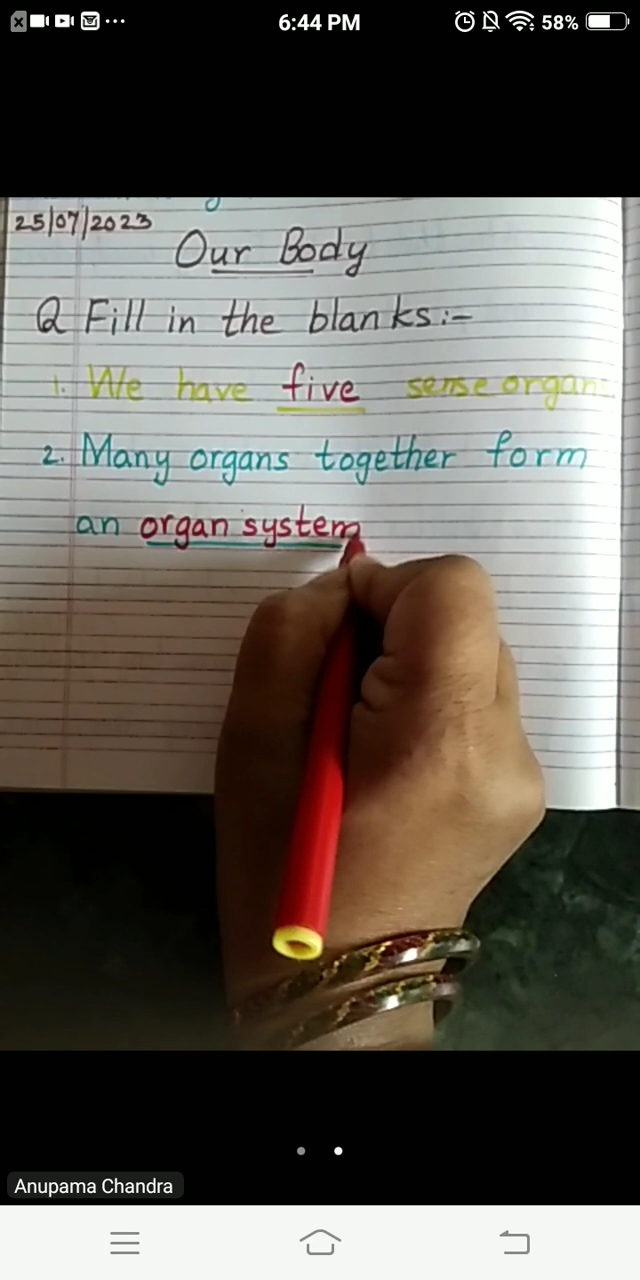 6:44 PM
58%
25/07/2023
Our Body
Q Fill in the blanks:-
1. We have five sense organs
2. Many organs together form
an organ system
Anupama Chandra